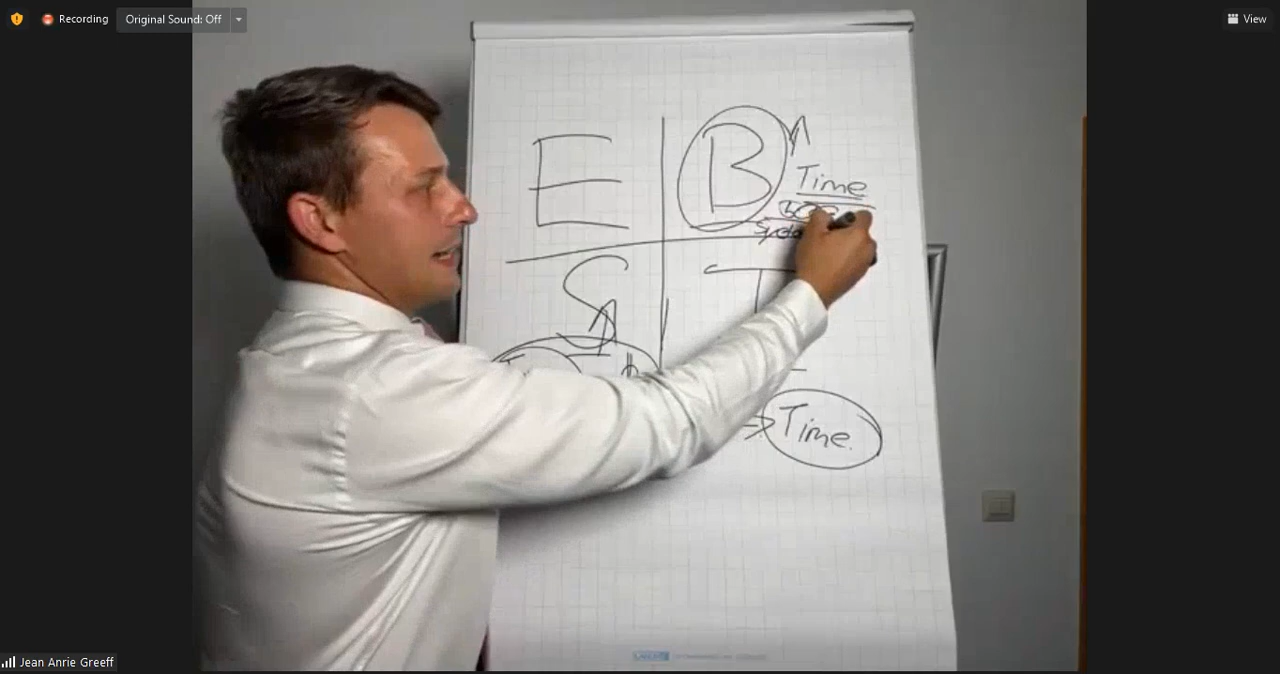 Recording
Original Sound: Off
View
E
B
Time
S
T
Time
Jean Anrie Greeff